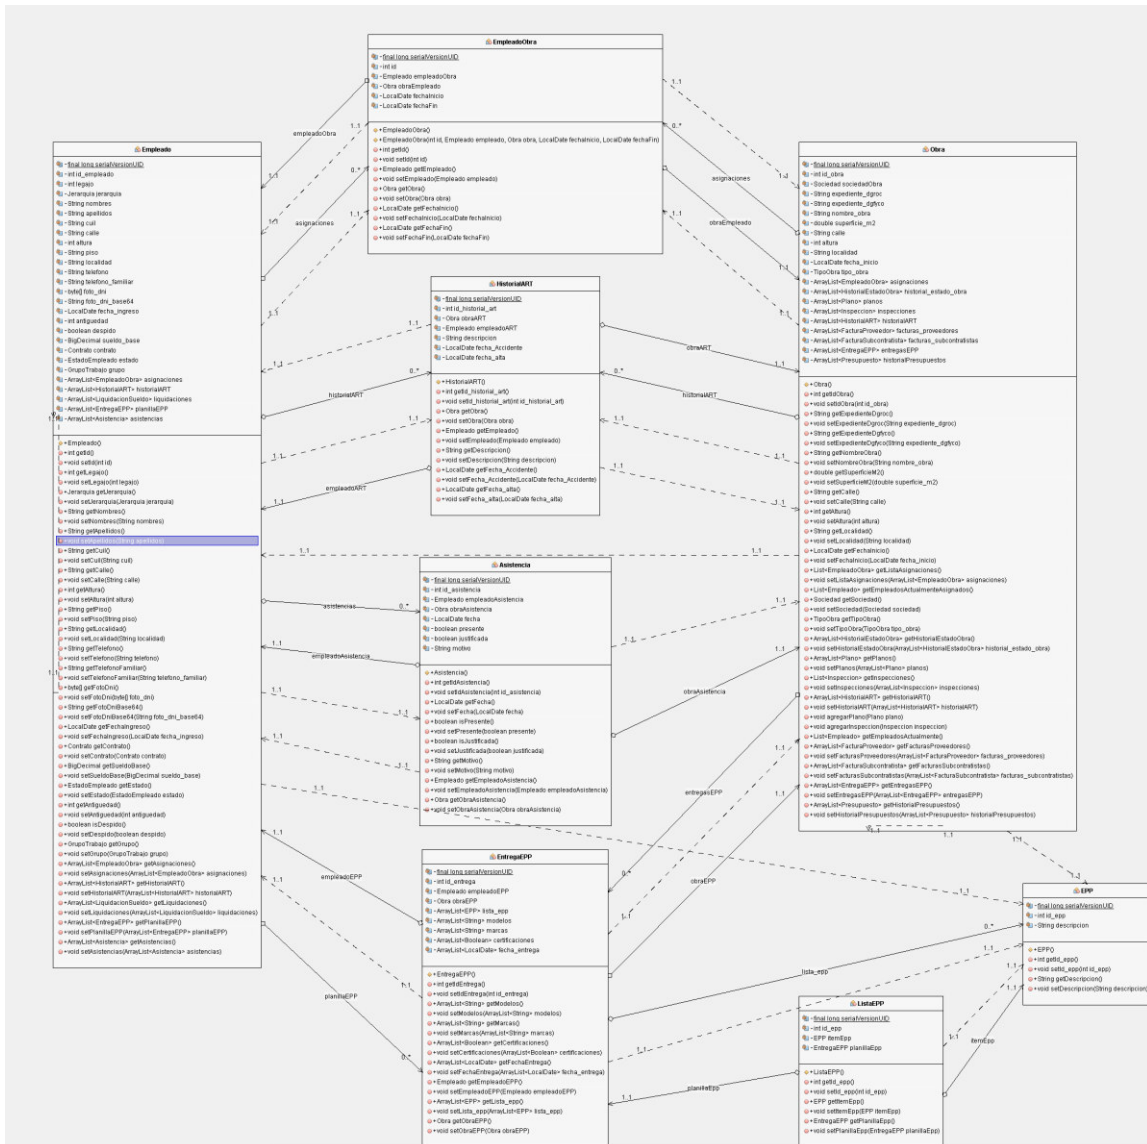 EmpleadoObra
-final long serialVersionUID
-int id
-Empleado empleadoObra
-Obra obraEmpleado
-LocalDate fechaInicio
-LocalDate fechaFin
+EmpleadoObra()
+EmpleadoObra(int id, Empleado empleado, Obra obra, LocalDate fechaInicio, LocalDate fechaFin)
+int getId()
+void setId(int id)
+Empleado getEmpleado()
+void setEmpleado(Empleado empleado)
+Obra getObra()
+void setObra(Obra obra)
+LocalDate getFechaInicio()
+void setFechaInicio(LocalDate fechaInicio)
+LocalDate getFechaFin()
+void setFechaFin(LocalDate fechaFin)
Empleado
-final long serialVersionUID
-int id_empleado
-int legajo
-Jerarquia jerarquia
-String nombres
-String apellidos
-String cuil
-String calle
-int altura
-String piso
-String localidad
-String telefono
-String telefono_familiar
-byte[] foto_dni
-String foto_dni_base64
-LocalDate fecha_ingreso
-int antiguedad
-boolean despido
-BigDecimal sueldo_base
-Contrato contrato
-EstadoEmpleado estado
-GrupoTrabajo grupo
-ArrayList<EmpleadoObra> asignaciones
-ArrayList<HistorialART> historialART
-ArrayList<LiquidacionSueldo> liquidaciones
-ArrayList<EntregaEPP> planillaEPP
-ArrayList<Asistencia> asistencias
+Empleado()
+int getId()
+void setId(int id)
+int getLegajo()
+void setLegajo(int legajo)
+Jerarquia getJerarquia()
+void setJerarquia(Jerarquia jerarquia)
+String getNombres()
+void setNombres(String nombres)
+String getApellidos()
+void setApellidos(String apellidos)
+String getCuil()
+void setCuil(String cuil)
+String getCalle()
+void setCalle(String calle)
+int getAltura()
+void setAltura(int altura)
+String getPiso()
+void setPiso(String piso)
+String getLocalidad()
+void setLocalidad(String localidad)
+String getTelefono()
+void setTelefono(String telefono)
+String getTelefonoFamiliar()
+void setTelefonoFamiliar(String telefono_familiar)
+byte[] getFotoDni()
+void setFotoDni(byte[] foto_dni)
+String getFotoDniBase64()
+void setFotoDniBase64(String foto_dni_base64)
+LocalDate getFechaIngreso()
+void setFechaIngreso(LocalDate fecha_ingreso)
+Contrato getContrato()
+void setContrato(Contrato contrato)
+BigDecimal getSueldoBase()
+void setSueldoBase(BigDecimal sueldo_base)
+EstadoEmpleado getEstado()
+void setEstado(EstadoEmpleado estado)
+int getAntiguedad()
+void setAntiguedad(int antiguedad)
+boolean isDespido()
+void setDespido(boolean despido)
+GrupoTrabajo getGrupo()
+void setGrupo(GrupoTrabajo grupo)
+ArrayList<EmpleadoObra> getAsignaciones()
+void setAsignaciones(ArrayList<EmpleadoObra> asignaciones)
+ArrayList<HistorialART> getHistorialART()
+void setHistorialART(ArrayList<HistorialART> historialART)
+ArrayList<LiquidacionSueldo> getLiquidaciones()
+void setLiquidaciones(ArrayList<LiquidacionSueldo> liquidaciones)
+ArrayList<EntregaEPP> getPlanillaEPP()
+void setPlanillaEPP(ArrayList<EntregaEPP> planillaEPP)
+ArrayList<Asistencia> getAsistencias()
+void setAsistencias(ArrayList<Asistencia> asistencias)
HistorialART
-final long serialVersionUID
-int id_historial_art
-Obra obraART
-Empleado empleadoART
-String descripcion
-LocalDate fecha_Accidente
-LocalDate fecha_alta
+HistorialART()
+int getId_historial_art()
+void setId_historial_art(int id_historial_art)
+Obra getObra()
+void setObra(Obra obra)
+Empleado getEmpleado()
+void setEmpleado(Empleado empleado)
+String getDescripcion()
+void setDescripcion(String descripcion)
+LocalDate getFecha_Accidente()
+void setFecha_Accidente(LocalDate fecha_Accidente)
+LocalDate getFecha_alta()
+void setFecha_alta(LocalDate fecha_alta)
Asistencia
-final long serialVersionUID
-int id_asistencia
-Empleado empleadoAsistencia
-Obra obraAsistencia
-LocalDate fecha
-boolean presente
-boolean justificada
-String motivo
+Asistencia()
+int getIdAsistencia()
+void setIdAsistencia(int id_asistencia)
+LocalDate getFecha()
+void setFecha(LocalDate fecha)
+boolean isPresente()
+void setPresente(boolean presente)
+boolean isJustificada()
+void setJustificada(boolean justificada)
+String getMotivo()
+void setMotivo(String motivo)
+Empleado getEmpleadoAsistencia()
+void setEmpleadoAsistencia(Empleado empleadoAsistencia)
+Obra getObraAsistencia()
+void setObraAsistencia(Obra obraAsistencia)
EntregaEPP
-final long serialVersionUID
-int id_entrega
-Empleado empleadoEPP
-Obra obraEPP
-ArrayList<EPP> lista_epp
-ArrayList<String> modelos
-ArrayList<String> marcas
-ArrayList<Boolean> certificaciones
-ArrayList<LocalDate> fecha_entrega
+EntregaEPP()
+int getIdEntrega()
+void setIdEntrega(int id_entrega)
+ArrayList<String> getModelos()
+void setModelos(ArrayList<String> modelos)
+ArrayList<String> getMarcas()
+void setMarcas(ArrayList<String> marcas)
+ArrayList<Boolean> getCertificaciones()
+void setCertificaciones(ArrayList<Boolean> certificaciones)
+ArrayList<LocalDate> getFechaEntrega()
+void setFechaEntrega(ArrayList<LocalDate> fecha_entrega)
+Empleado getEmpleadoEPP()
+void setEmpleadoEPP(Empleado empleadoEPP)
+ArrayList<EPP> getLista_epp()
+void setLista_epp(ArrayList<EPP> lista_epp)
+Obra getObraEPP()
+void setObraEPP(Obra obraEPP)
Obra
-final long serialVersionUID
-int id_obra
-Sociedad sociedadObra
-String expediente_dgroc
-String expediente_dgfyco
-String nombre_obra
-double superficie_m2
-String calle
-int altura
-String localidad
-LocalDate fecha_inicio
-TipoObra tipo_obra
-ArrayList<EmpleadoObra> asignaciones
-ArrayList<HistorialEstadoObra> historial_estado_obra
-ArrayList<Plano> planos
-ArrayList<Inspeccion> inspecciones
-ArrayList<HistorialART> historialART
-ArrayList<FacturaProveedor> facturas_proveedores
-ArrayList<FacturaSubcontratista> facturas_subcontratistas
-ArrayList<EntregaEPP> entregasEPP
-ArrayList<Presupuesto> historialPresupuestos
+Obra()
+int getIdObra()
+void setIdObra(int id_obra)
+String getExpedienteDgroc()
+void setExpedienteDgroc(String expediente_dgroc)
+String getExpedienteDgfyco()
+void setExpedienteDgfyco(String expediente_dgfyco)
+String getNombreObra()
+void setNombreObra(String nombre_obra)
+double getSuperficieM2()
+void setSuperficieM2(double superficie_m2)
+String getCalle()
+void setCalle(String calle)
+int getAltura()
+void setAltura(int altura)
+String getLocalidad()
+void setLocalidad(String localidad)
+LocalDate getFechaInicio()
+void setFechaInicio(LocalDate fecha_inicio)
+List<EmpleadoObra> getListaAsignaciones()
+void setListaAsignaciones(ArrayList<EmpleadoObra> asignaciones)
+List<Empleado> getEmpleadosActualmenteAsignados()
+Sociedad getSociedad()
+void setSociedad(Sociedad sociedad)
+TipoObra getTipoObra()
+void setTipoObra(TipoObra tipo_obra)
+ArrayList<HistorialEstadoObra> getHistorialEstadoObra()
+void setHistorialEstadoObra(ArrayList<HistorialEstadoObra> historial_estado_obra)
+ArrayList<Plano> getPlanos()
+void setPlanos(ArrayList<Plano> planos)
+List<Inspeccion> getInspecciones()
+void setInspecciones(ArrayList<Inspeccion> inspecciones)
+ArrayList<HistorialART> getHistorialART()
+void setHistorialART(ArrayList<HistorialART> historialART)
+void agregarPlano(Plano plano)
+void agregarInspeccion(Inspeccion inspeccion)
+List<Empleado> getEmpleadosActualmente()
+ArrayList<FacturaProveedor> getFacturasProveedores()
+void setFacturasProveedores(ArrayList<FacturaProveedor> facturas_proveedores)
+ArrayList<FacturaSubcontratista> getFacturasSubcontratistas()
+void setFacturasSubcontratistas(ArrayList<FacturaSubcontratista> facturas_subcontratistas)
+ArrayList<EntregaEPP> getEntregasEPP()
+void setEntregasEPP(ArrayList<EntregaEPP> entregasEPP)
+ArrayList<Presupuesto> getHistorialPresupuestos()
+void setHistorialPresupuestos(ArrayList<Presupuesto> historialPresupuestos)
EPP
-final long serialVersionUID
-int id_epp
-String descripcion
+EPP()
+int getId_epp()
+void setId_epp(int id_epp)
+String getDescripcion()
+void setDescripcion(String descripcion)
ListaEPP
-final long serialVersionUID
-int id_epp
-EPP itemEpp
-EntregaEPP planillaEpp
+ListaEPP()
+int getId_epp()
+void setId_epp(int id_epp)
+EPP getItemEpp()
+void setItemEpp(EPP itemEpp)
+EntregaEPP getPlanillaEpp()
+void setPlanillaEpp(EntregaEPP planillaEpp)
empleadoObra
1..1
asignaciones
0..*
asignaciones
0..*
obraEmpleado
1..1
obraART
1..1
historialART
0..*
historialART
0..*
empleadoART
1..1
asistencias
0..*
empleadoAsistencia
1..1
obraAsistencia
1..1
entregasEPP
0..*
obraEPP
1..1
empleadoEPP
1..1
planillaEPP
0..*
lista_epp
0..*
planillaEpp
1..1
itemEpp
1..1